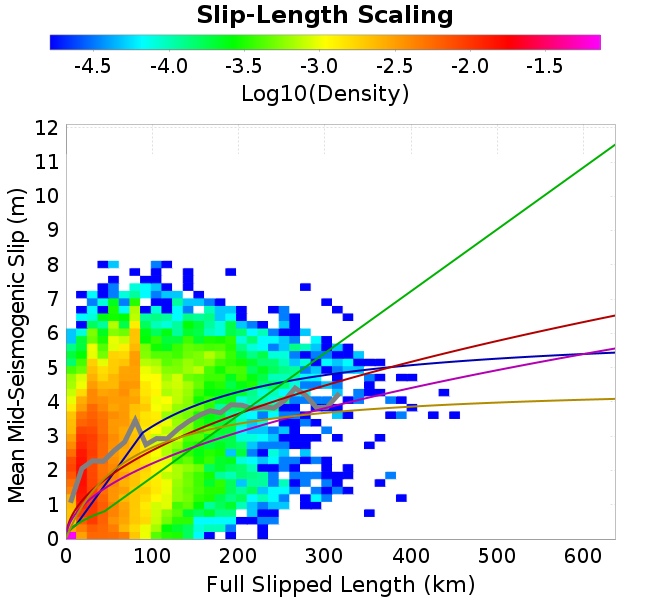 Slip-Length Scaling
-4.5 -4.0 -3.5 -3.0 -2.5 -2.0 -1.5
Log10(Density)
12
11
10
9
8
7
6
5
4
3
2
1
0
Mean Mid-Seismogenic Slip (m)
0 100 200 300 400 500 600
Full Slipped Length (km)